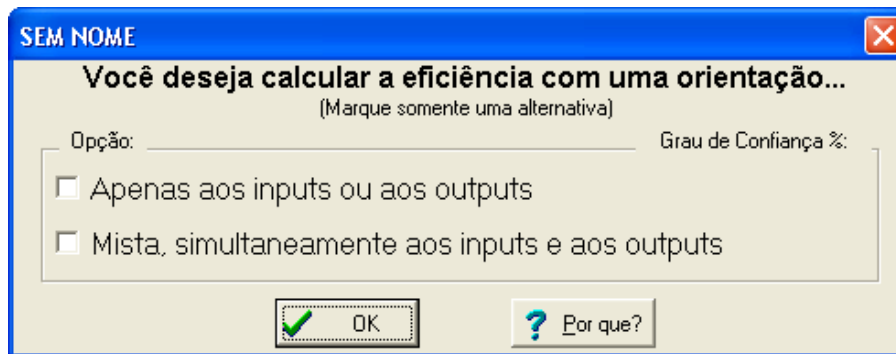 SEM NOME
Você deseja calcular a eficiência com uma orientação...
(Marque somente uma alternativa)
Opção: Grau de Confiança %:
Apenas aos inputs ou aos outputs
Mista, simultaneamente aos inputs e aos outputs
OK ? Por que?